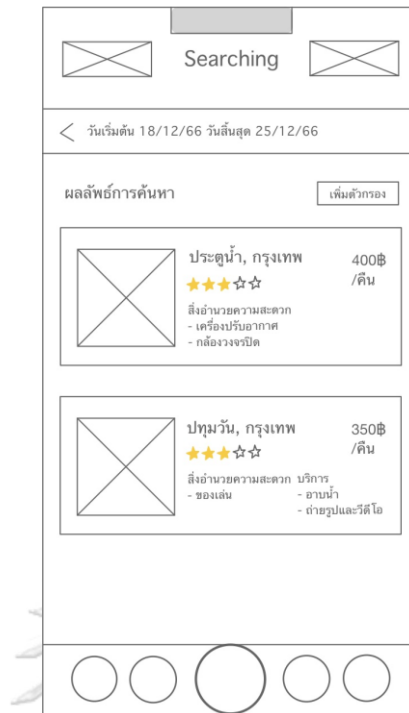 Searching
< วันเริ่มต้น 18/12/66 วันสิ้นสุด 25/12/66
ผลลัพธ์การค้นหา
เพิ่มตัวกรอง
ประตูน้ำ, กรุงเทพ
400฿
/คืน
สิ่งอำนวยความสะดวก
- เครื่องปรับอากาศ
- กล้องวงจรปิด
ปทุมวัน, กรุงเทพ
350฿
/คืน
สิ่งอำนวยความสะดวก
- ของเล่น
บริการ
- อาบน้ำ
- ถ่ายรูปและวีดีโอ